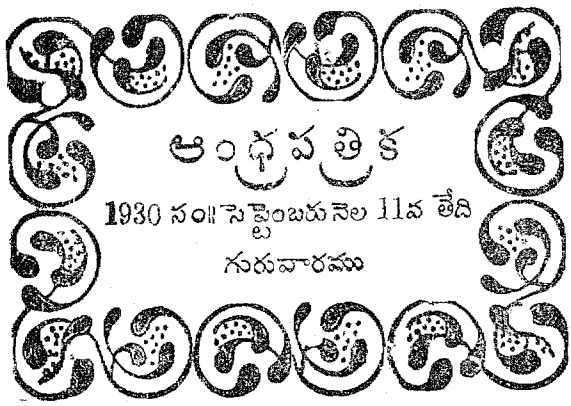 ఆంధ్రపత్రిక
1930 సం॥ సెప్టెంబరు నెల 11వ తేది
గురువారము